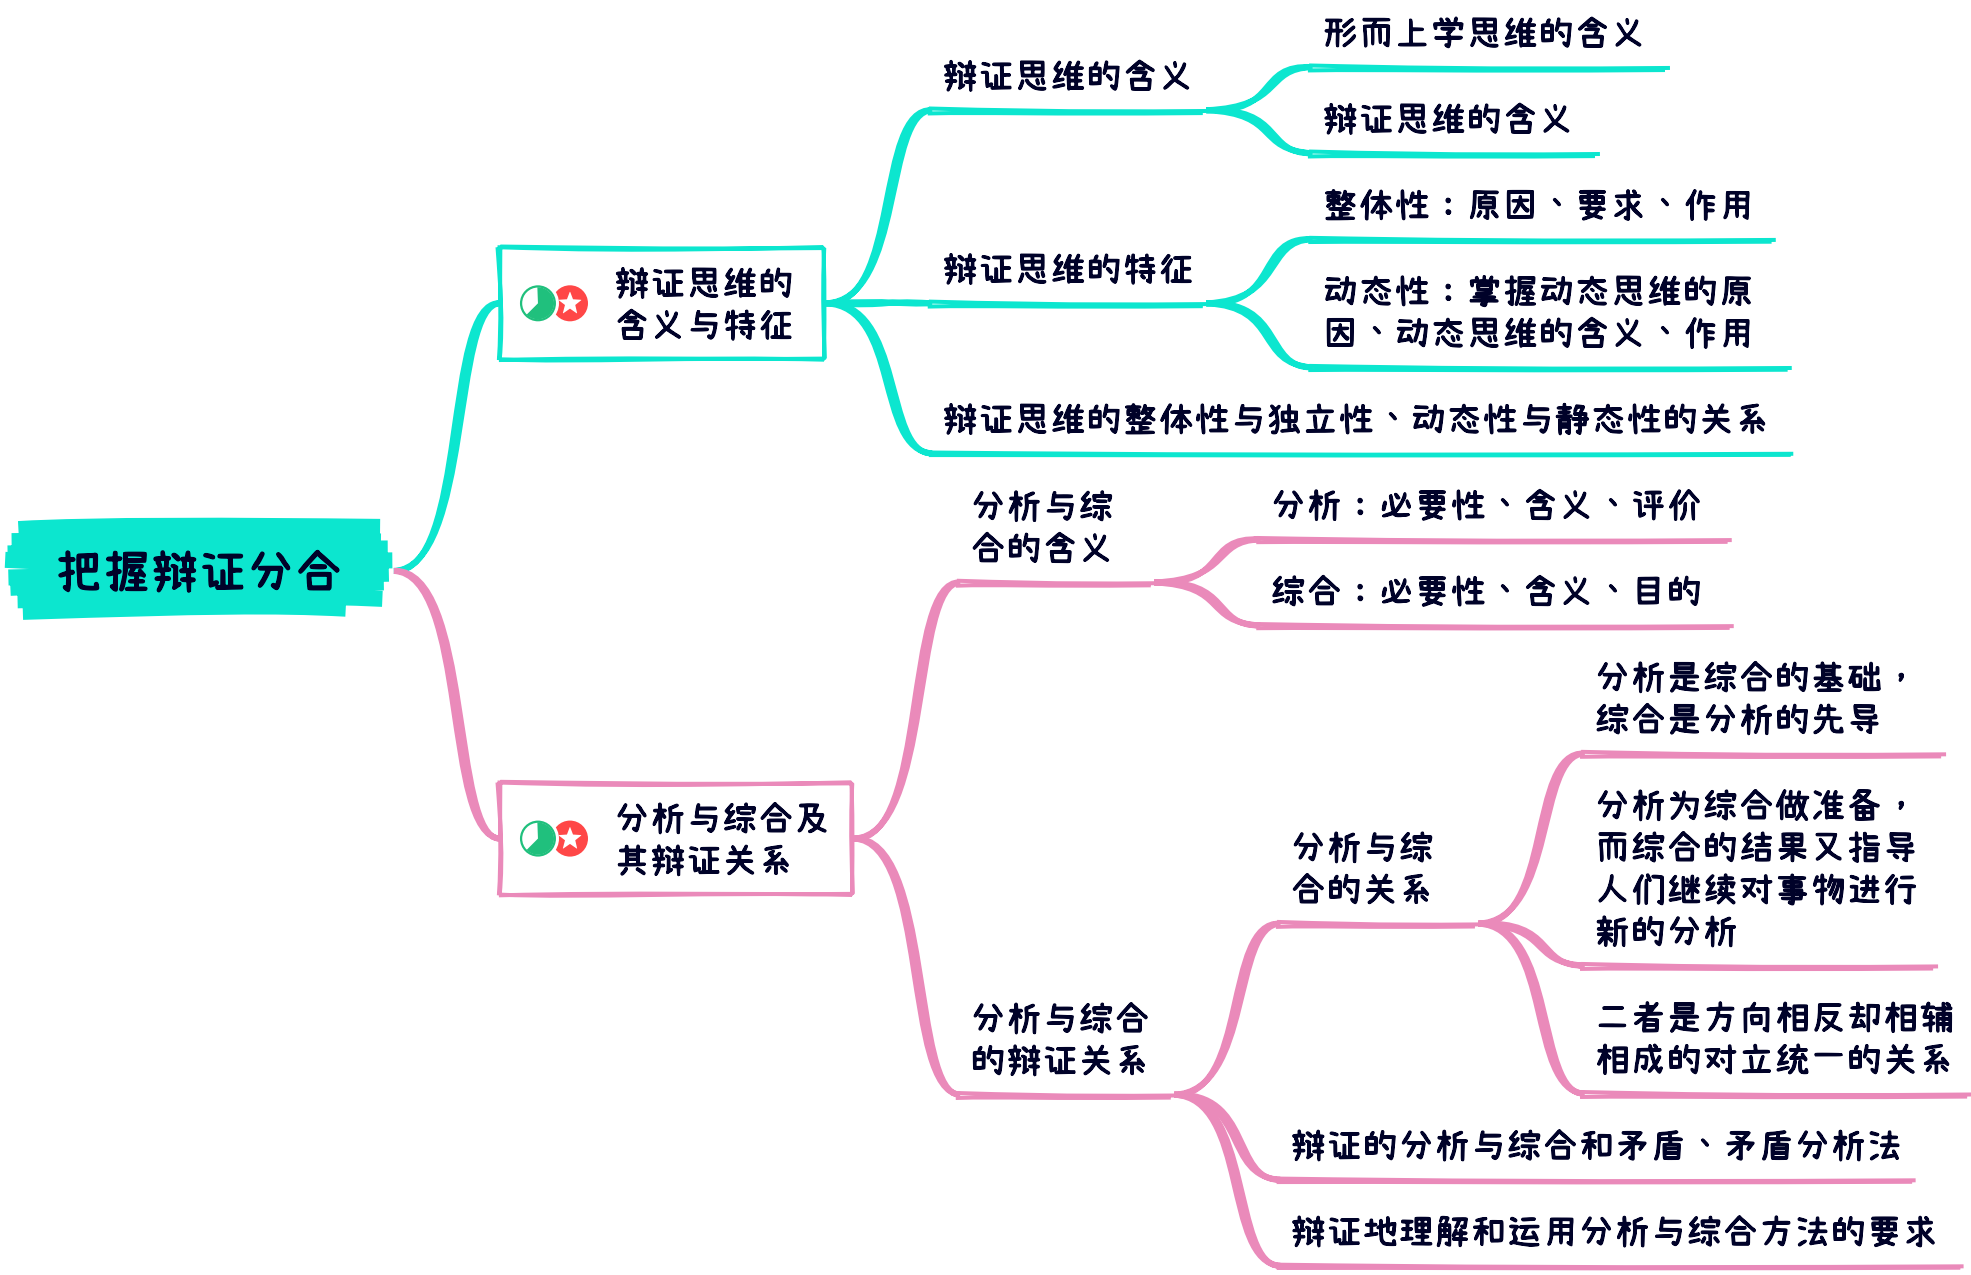 把握辩证分合
辩证思维的
含义与特征
辩证思维的含义
形而上学思维的含义
辩证思维的含义
辩证思维的特征
整体性：原因、要求、作用
动态性：掌握动态思维的原
因、动态思维的含义、作用
辩证思维的整体性与独立性、动态性与静态性的关系
分析与综合及
其辩证关系
分析与综
合的含义
分析：必要性、含义、评价
综合：必要性、含义、目的
分析与综合
的辩证关系
分析与综
合的关系
分析是综合的基础，
综合是分析的先导
分析为综合做准备，
而综合的结果又指导
人们继续对事物进行
新的分析
二者是方向相反却相辅
相成的对立统一的关系
辩证的分析与综合和矛盾、矛盾分析法
辩证地理解和运用分析与综合方法的要求